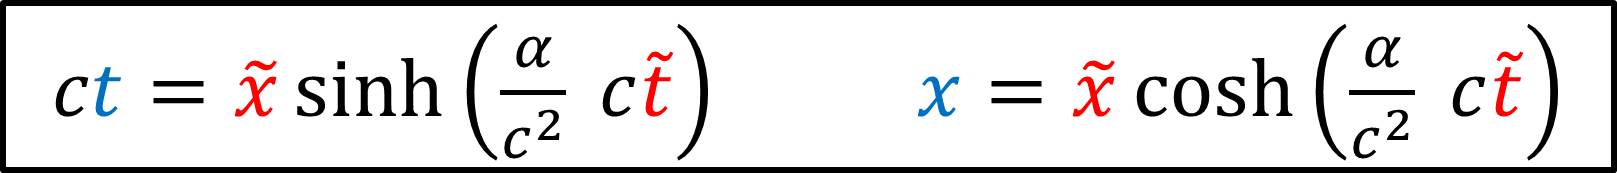 ct = x̃ sinh(α/c² ct̃) x = x̃ cosh(α/c² ct̃)